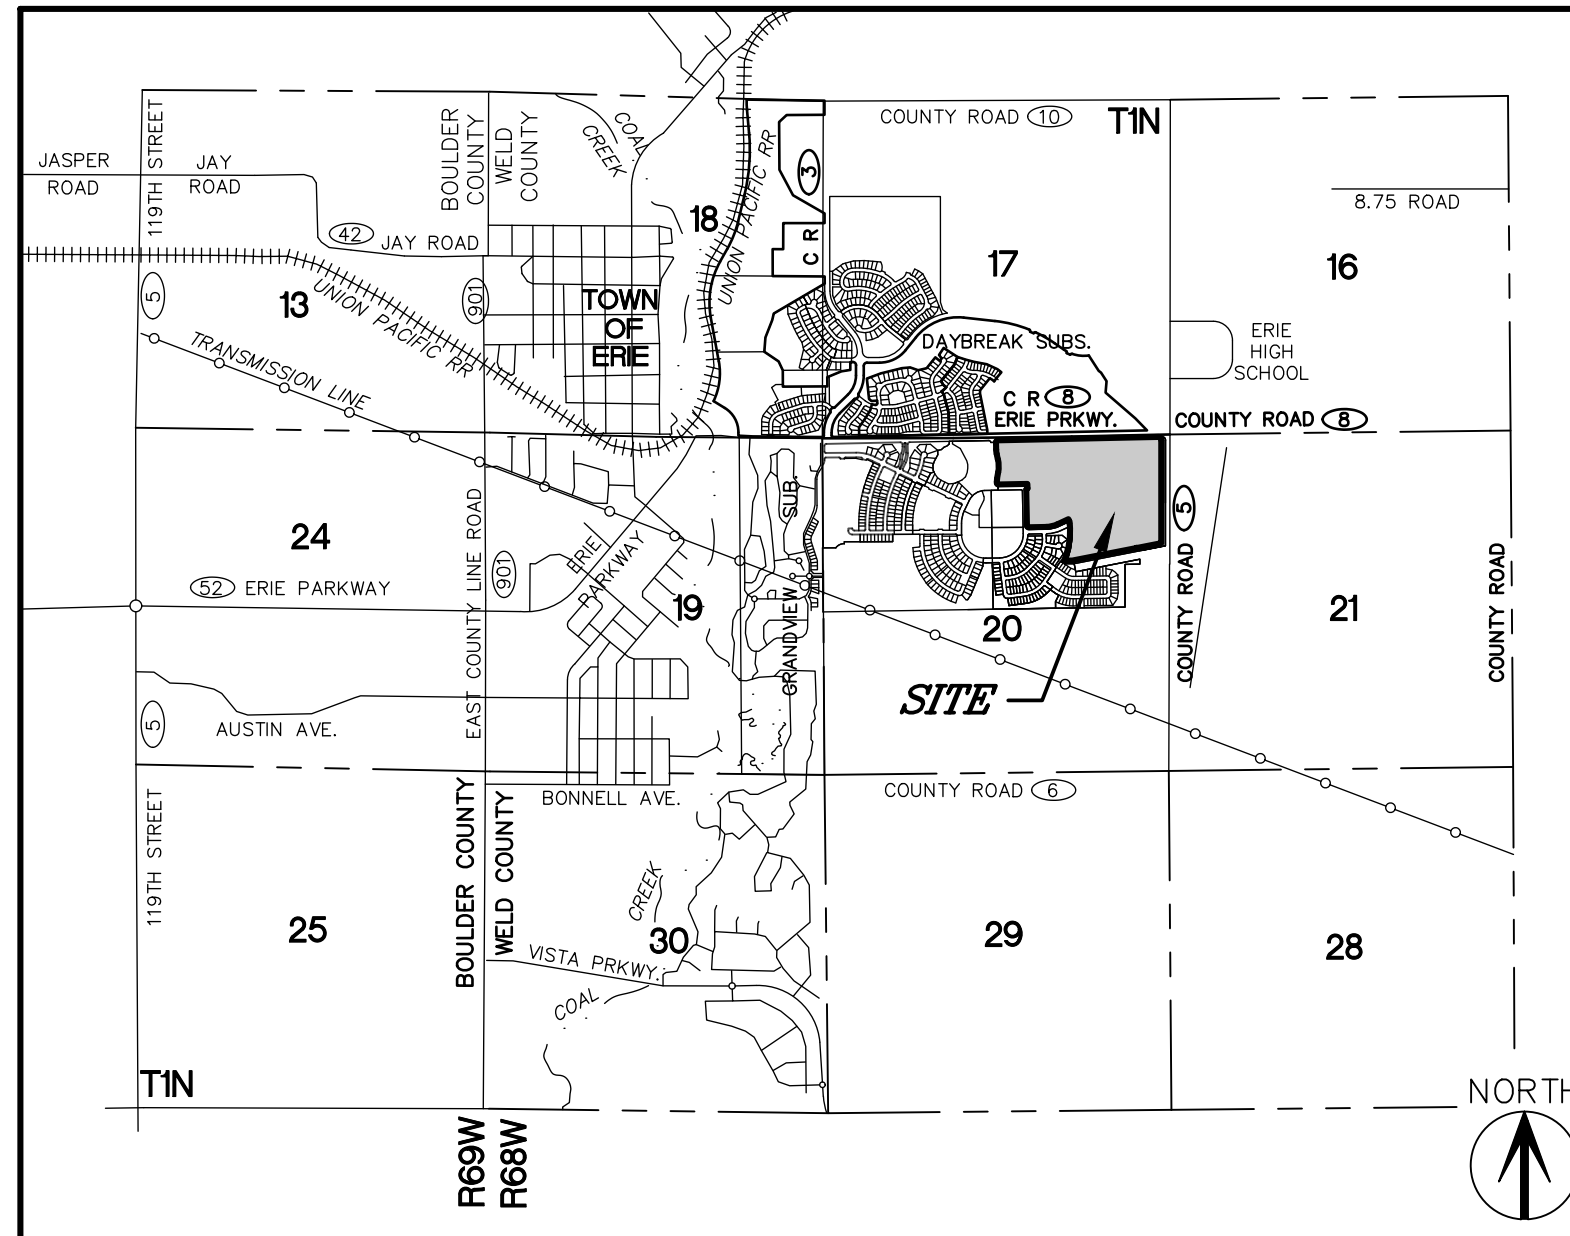 COUNTY ROAD 10
T1N
119TH STREET
BOULDER
COUNTY
WELD
COUNTY
COAL
CREEK
UNION PACIFIC RR
3
C R
JASPER
ROAD
JAY
ROAD
8.75 ROAD
18
42 JAY ROAD
17
16
5
13
UNION PACIFIC RR
901
TOWN
OF
ERIE
TRANSMISSION LINE
DAYBREAK SUBS.
ERIE
HIGH
SCHOOL
C R 8
ERIE PRKWY.
COUNTY ROAD 8
24
EAST COUNTY LINE ROAD
901
ERIE
PARKWAY
SUB.
GRANDVIEW
5
COUNTY ROAD
COUNTY ROAD
52 ERIE PARKWAY
19
20
21
SITE
5
AUSTIN AVE.
119TH STREET
BOULDER COUNTY
WELD COUNTY
BONNELL AVE.
COUNTY ROAD 6
CREEK
25
30
29
28
VISTA PRKWY.
COAL
T1N
R69W
R68W
NORTH